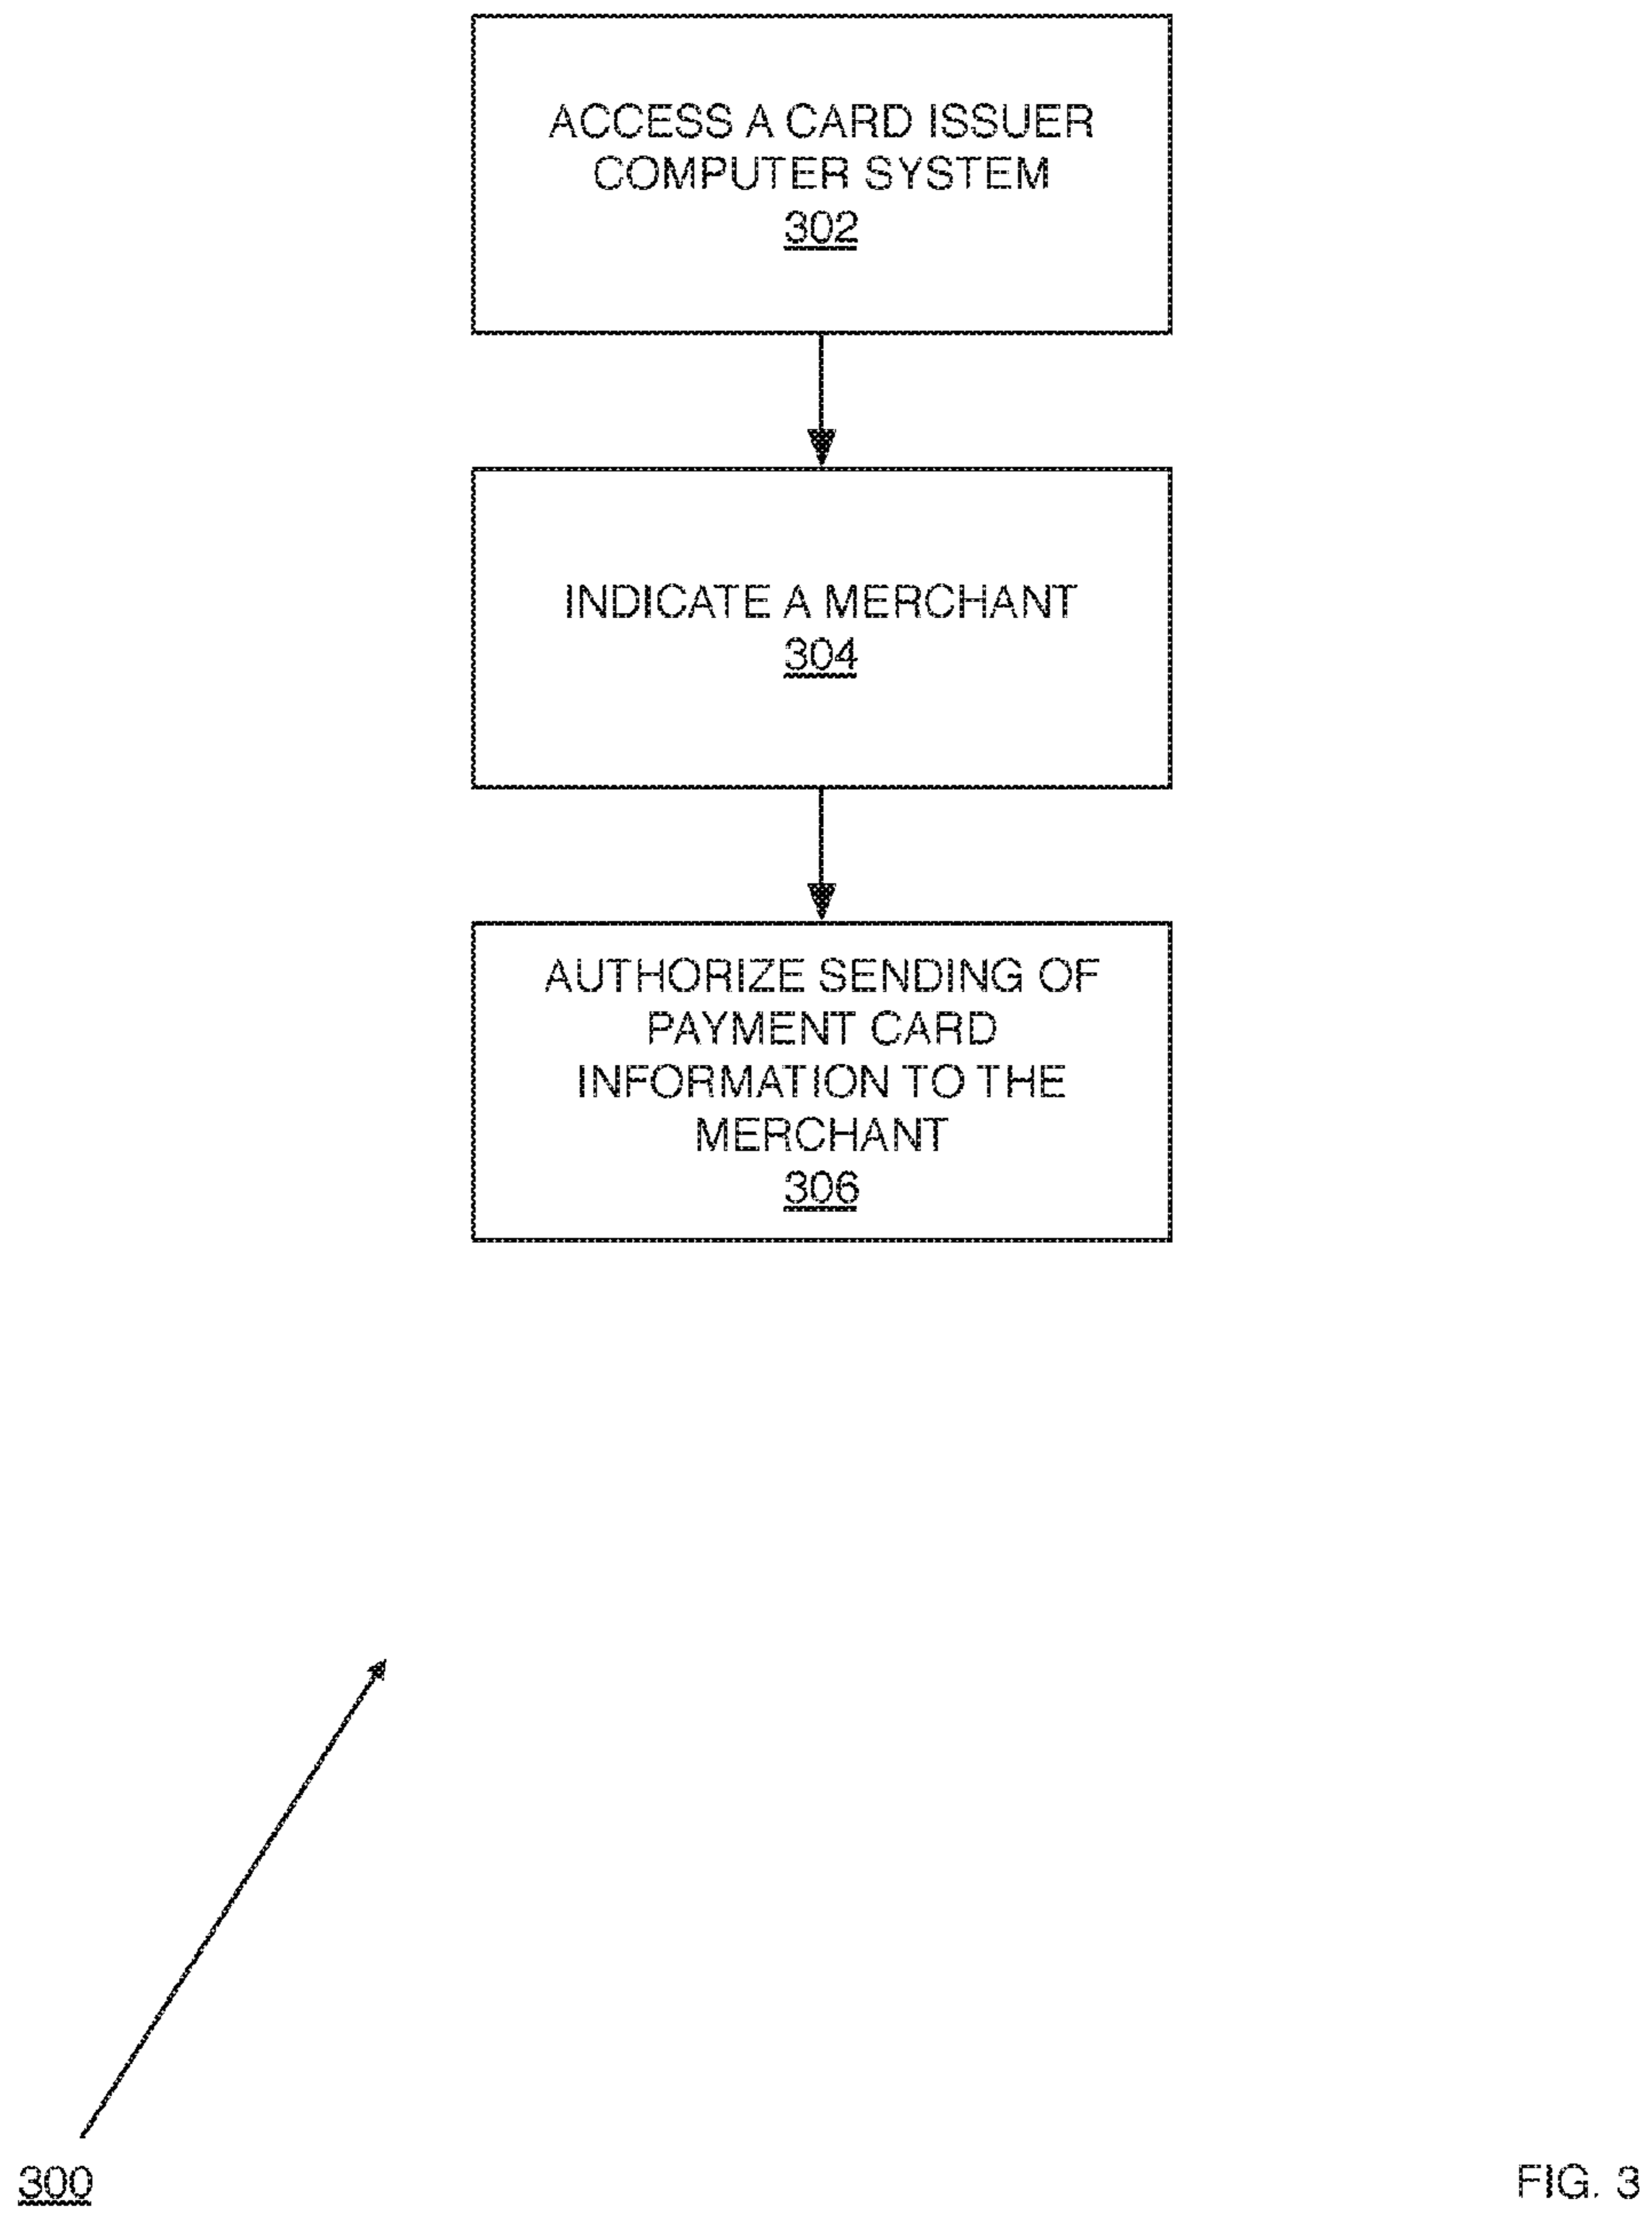 ACCESS A CARD ISSUER
COMPUTER SYSTEM
302
INDICATE A MERCHANT
304
AUTHORIZE SENDING OF
PAYMENT CARD
INFORMATION TO THE
MERCHANT
306
300
FIG. 3